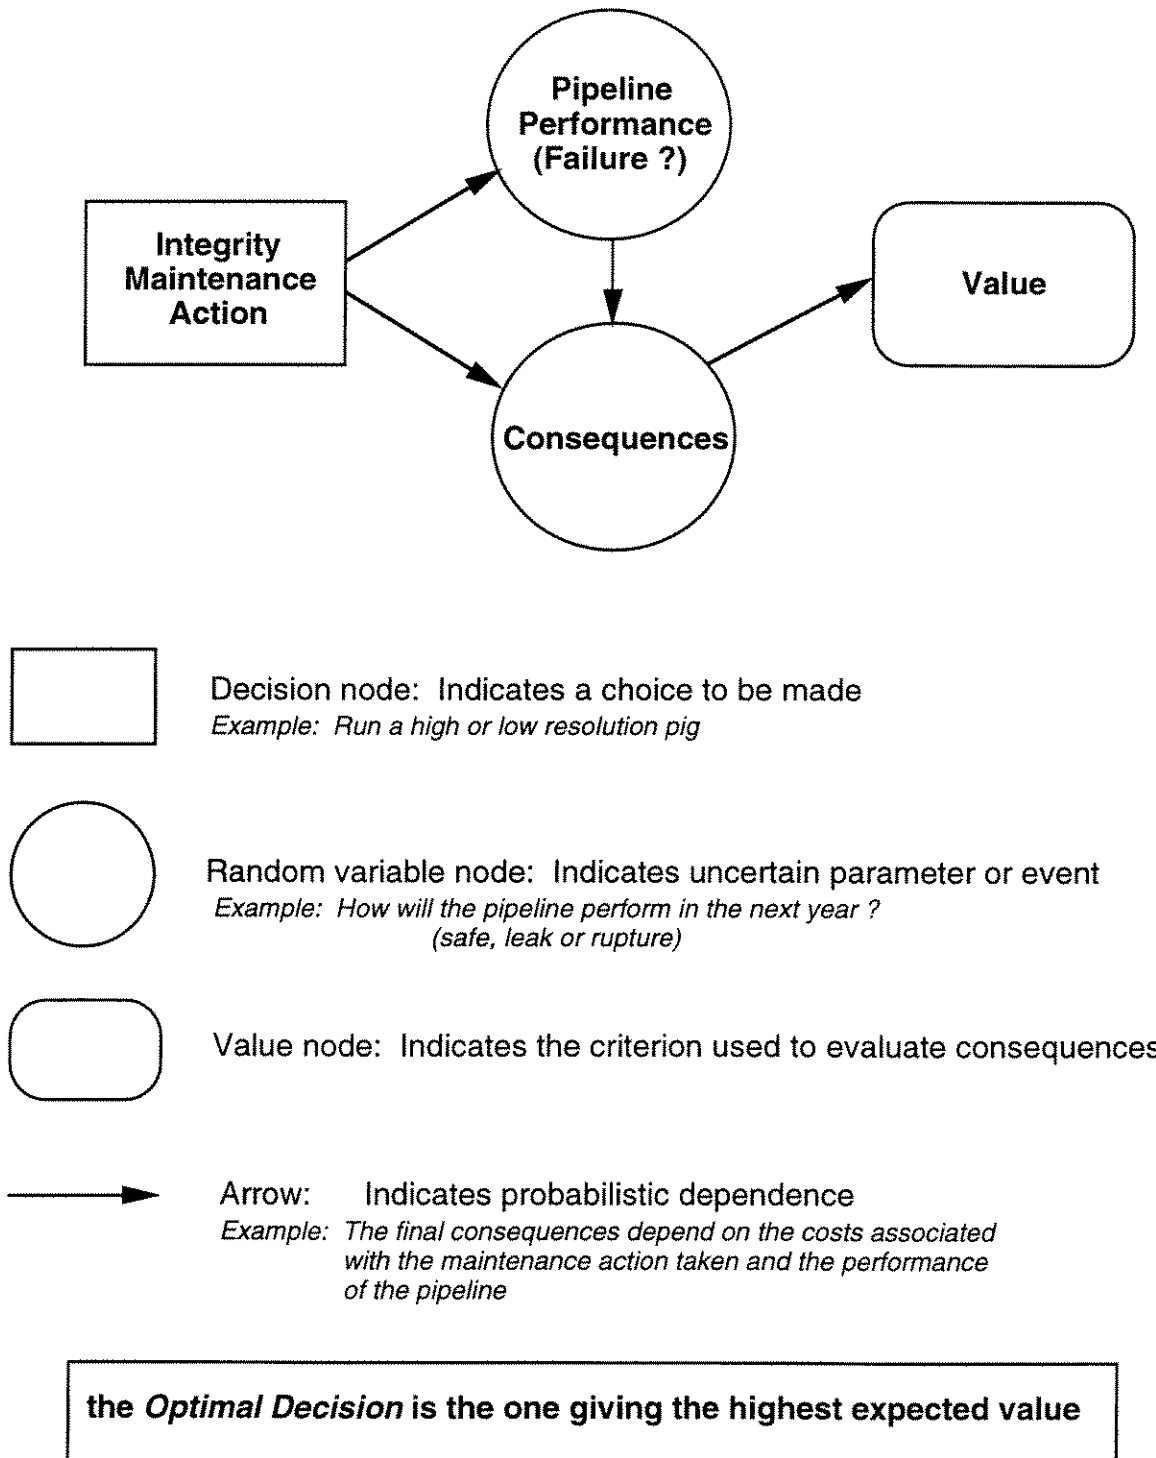 Pipeline
Performance
(Failure ?)
Integrity
Maintenance
Action
Value
Consequences
Decision node: Indicates a choice to be made
Example: Run a high or low resolution pig
Random variable node: Indicates uncertain parameter or event
Example: How will the pipeline perform in the next year ?
(safe, leak or rupture)
Value node: Indicates the criterion used to evaluate consequences
Arrow: Indicates probabilistic dependence
Example: The final consequences depend on the costs associated
with the maintenance action taken and the performance
of the pipeline
the Optimal Decision is the one giving the highest expected value